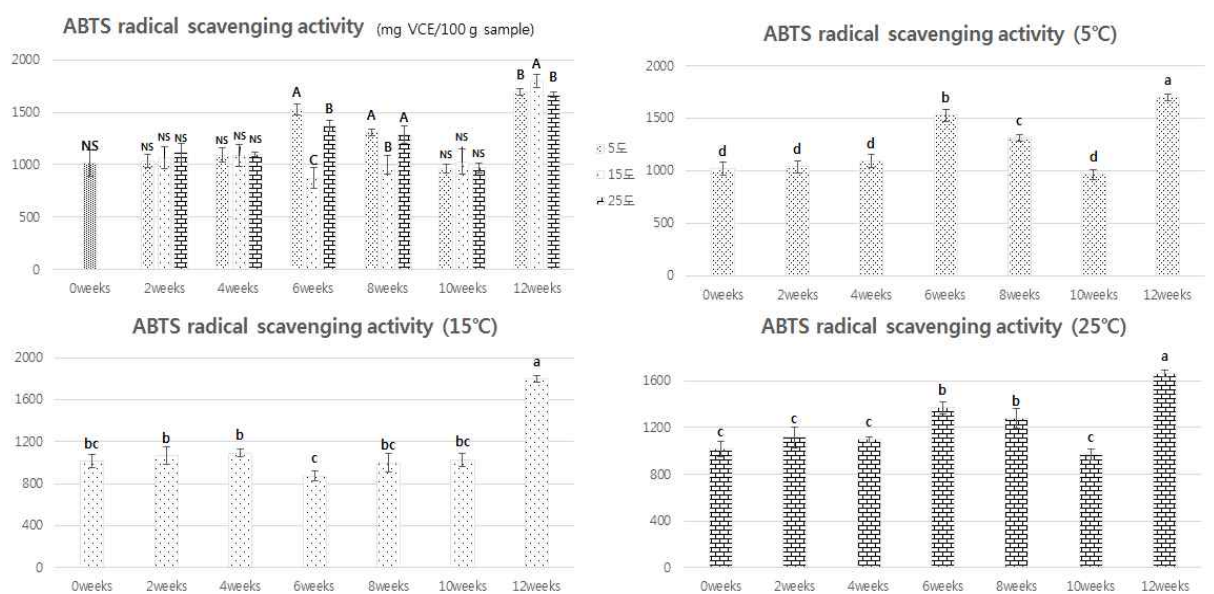 ABTS radical scavenging activity (mg VCE/100 g sample)
2000
1500
1000
500
0
NS
NS NS NS
NS NS NS
A C B
A B A
NS NS NS
B A B
0weeks 2weeks 4weeks 6weeks 8weeks 10weeks 12weeks
5도
15도
25도
ABTS radical scavenging activity (5℃)
2000
1500
1000
500
0
d d d b c d a
0weeks 2weeks 4weeks 6weeks 8weeks 10weeks 12weeks
ABTS radical scavenging activity (15℃)
2000
1600
1200
800
400
0
bc b b c bc bc a
0weeks 2weeks 4weeks 6weeks 8weeks 10weeks 12weeks
ABTS radical scavenging activity (25℃)
1600
1200
800
400
0
c c c b b c a
0weeks 2weeks 4weeks 6weeks 8weeks 10weeks 12weeks